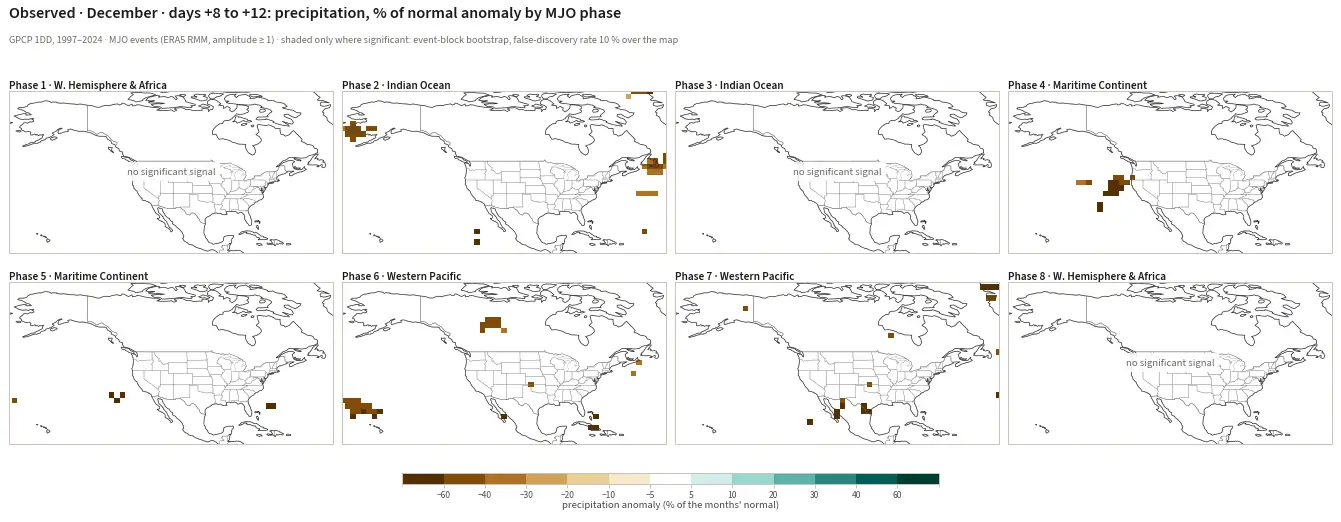 Observed · December · days +8 to +12: precipitation, % of normal anomaly by MJO phase
GPCP 1DD, 1997–2024 · MJO events (ERA5 RMM, amplitude ≥ 1) · shaded only where significant: event-block bootstrap, false-discovery rate 10 % over the map
Phase 1 · W. Hemisphere & Africa
Phase 2 · Indian Ocean
Phase 3 · Indian Ocean
Phase 4 · Maritime Continent
no significant signal
no significant signal
Phase 5 · Maritime Continent
Phase 6 · Western Pacific
Phase 7 · Western Pacific
Phase 8 · W. Hemisphere & Africa
no significant signal
−60 −40 −30 −20 −10 −5 5 10 20 30 40 60
precipitation anomaly (% of the months' normal)